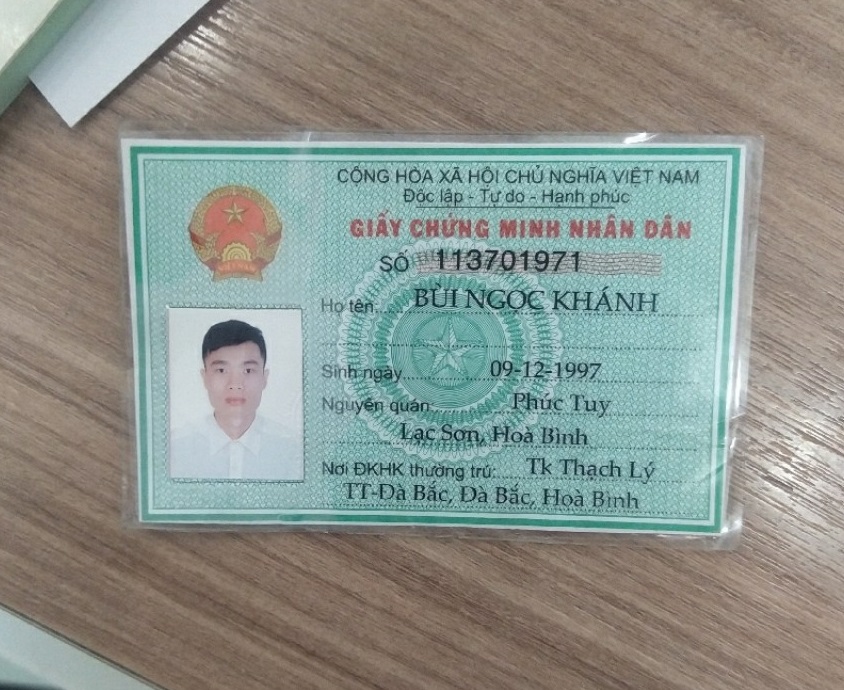 CỘNG HÒA XÃ HỘI CHỦ NGHĨA VIỆT NAM
Độc lập - Tự do - Hạnh phúc
GIẤY CHỨNG MINH NHÂN DÂN
SỐ 113701971
Họ tên BÙI NGỌC KHÁNH
Sinh ngày 09-12-1997
Nguyên quán: Phúc Tuy
Lạc Sơn, Hoà Bình
Nơi ĐKHK thường trú: Tk Thạch Lý
TT-Đà Bắc, Đà Bắc, Hoà Bình
VIỆT NAM